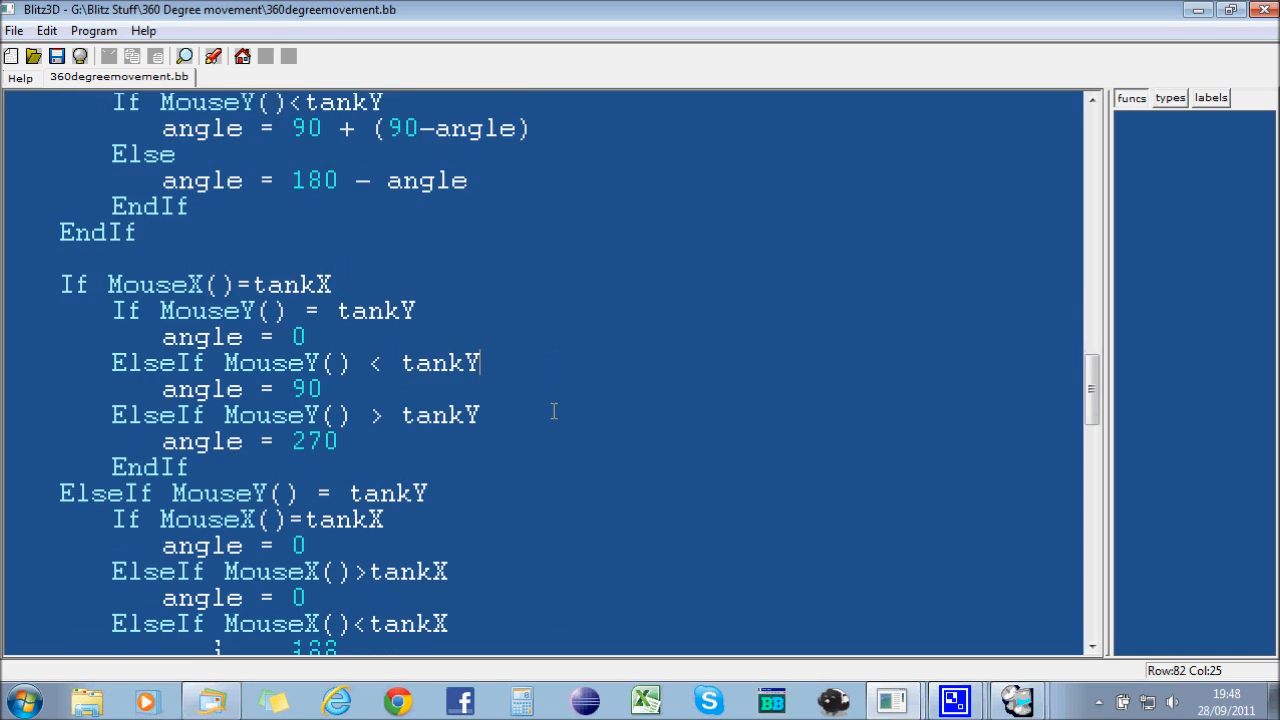 Blitz3D - G:\Blitz Stuff\360 Degree movement\360degreemovement.bb
File Edit Program Help
Help 360degreemovement.bb
funcs types labels
If MouseY()<tankY
angle = 90 + (90-angle)
Else
angle = 180 - angle
EndIf
EndIf
If MouseX()=tankX
If MouseY() = tankY
angle = 0
ElseIf MouseY() < tankY
angle = 90
ElseIf MouseY() > tankY
angle = 270
EndIf
ElseIf MouseY() = tankY
If MouseX()=tankX
angle = 0
ElseIf MouseX()>tankX
angle = 0
ElseIf MouseX()<tankX
Row:82 Col:25
BB
19:48
28/09/2011